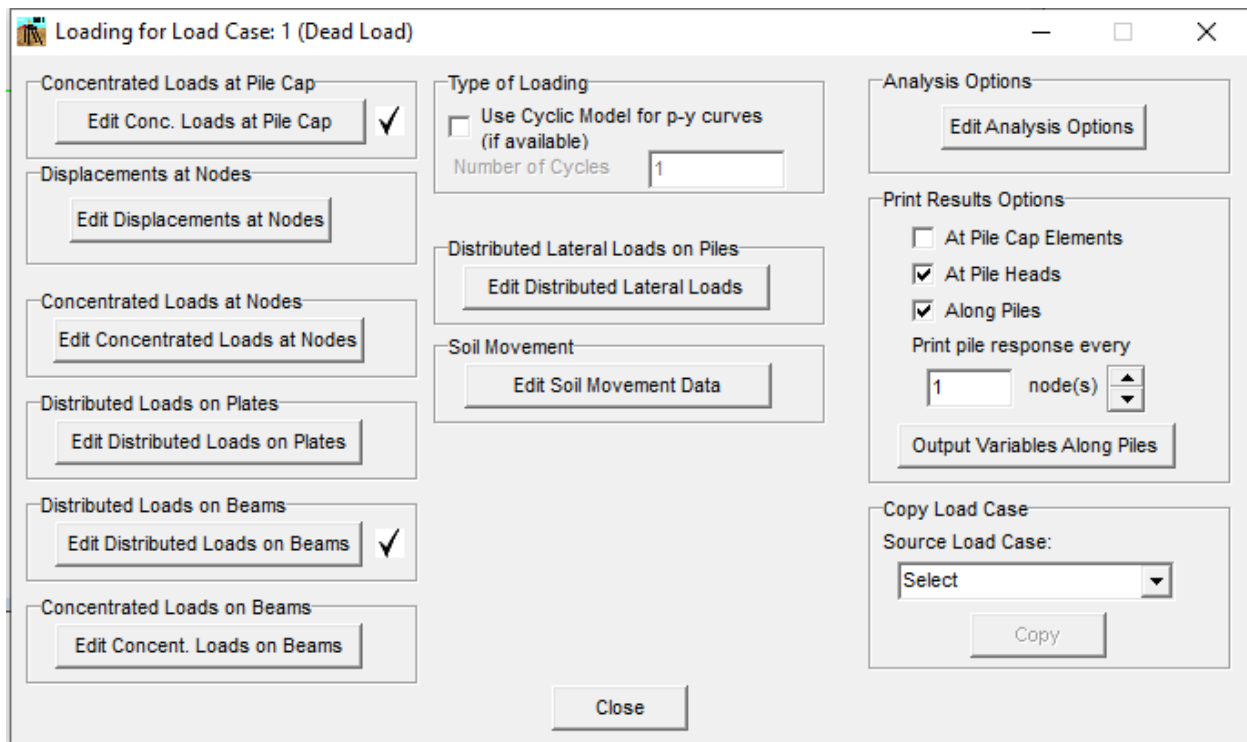 Loading for Load Case: 1 (Dead Load)
Concentrated Loads at Pile Cap
Edit Conc. Loads at Pile Cap
Displacements at Nodes
Edit Displacements at Nodes
Concentrated Loads at Nodes
Edit Concentrated Loads at Nodes
Distributed Loads on Plates
Edit Distributed Loads on Plates
Distributed Loads on Beams
Edit Distributed Loads on Beams
Concentrated Loads on Beams
Edit Concent. Loads on Beams
Type of Loading
Use Cyclic Model for p-y curves
(if available)
Number of Cycles 1
Distributed Lateral Loads on Piles
Edit Distributed Lateral Loads
Soil Movement
Edit Soil Movement Data
Analysis Options
Edit Analysis Options
Print Results Options
At Pile Cap Elements
At Pile Heads
Along Piles
Print pile response every
1 node(s)
Output Variables Along Piles
Copy Load Case
Source Load Case:
Select
Copy
Close